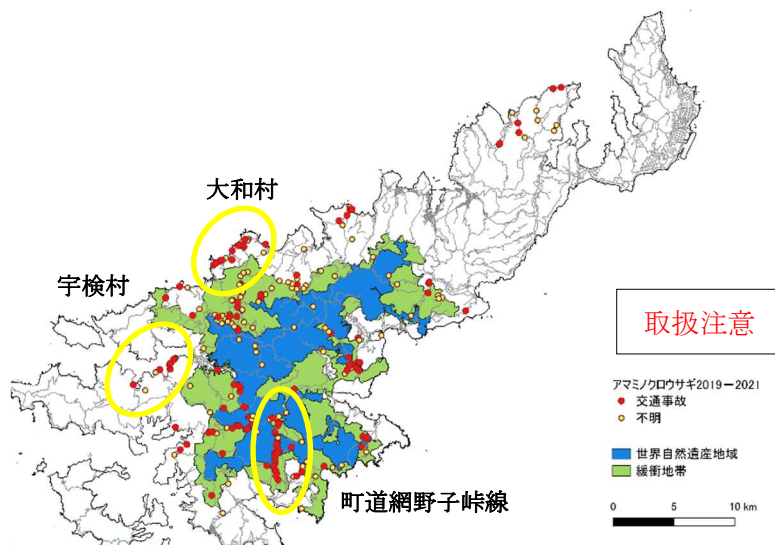 大和村
宇検村
取扱注意
アマミノクロウサギ2019－2021
交通事故
不明
世界自然遺産地域
緩衝地帯
町道網野子峠線
0 5 10 km